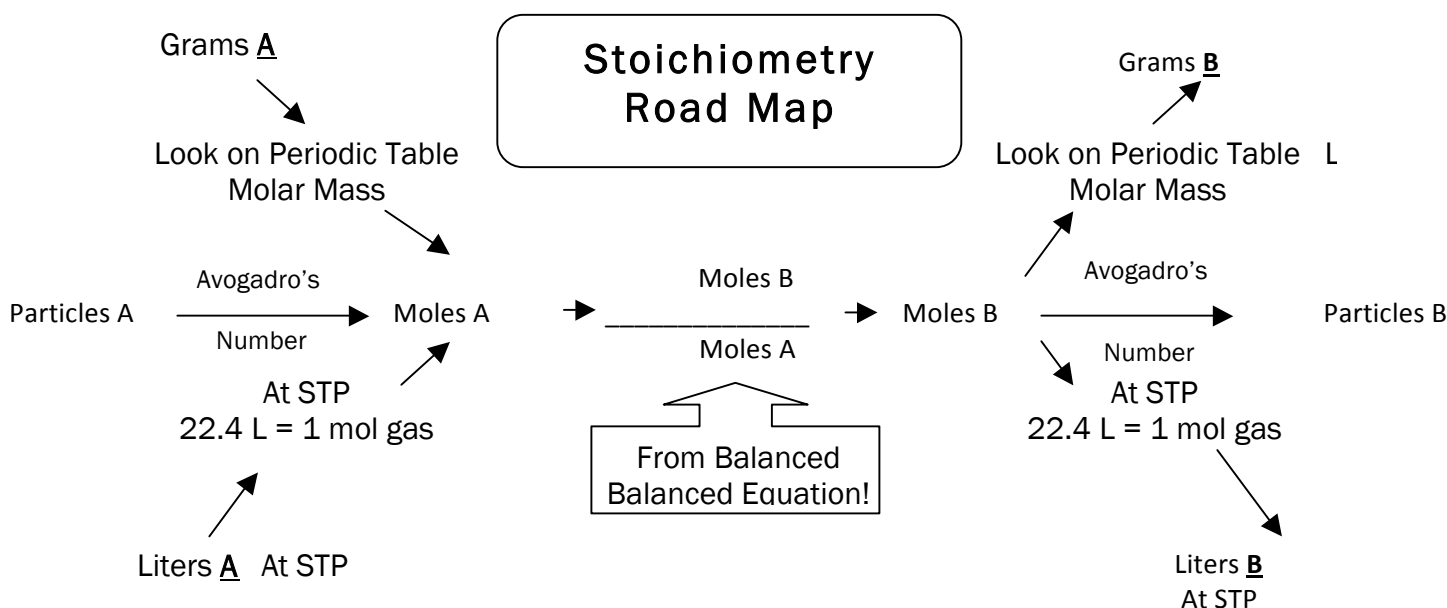 Grams A
Stoichiometry
Road Map
Grams B
Look on Periodic Table
Molar Mass
Look on Periodic Table L
Molar Mass
Avogadro's
Number
Particles A
Moles A
Moles B
______________
Moles A
Moles B
Avogadro's
Number
Particles B
At STP
22.4 L = 1 mol gas
From Balanced
Balanced Equation!
At STP
22.4 L = 1 mol gas
Liters A At STP
Liters B
At STP